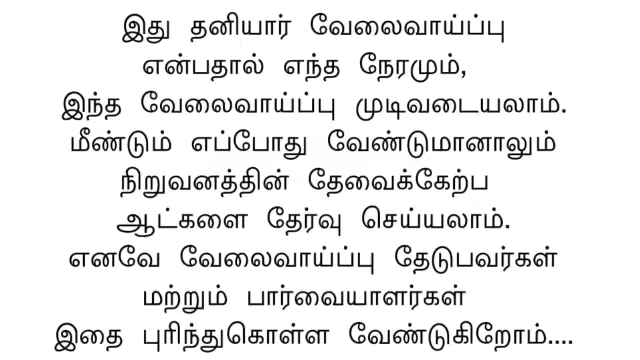 இது தனியார் வேலைவாய்ப்பு
என்பதால் எந்த நேரமும்,
இந்த வேலைவாய்ப்பு முடிவடையலாம்.
மீண்டும் எப்போது வேண்டுமானாலும்
நிறுவனத்தின் தேவைக்கேற்ப
ஆட்களை தேர்வு செய்யலாம்.
எனவே வேலைவாய்ப்பு தேடுபவர்கள்
மற்றும் பார்வையாளர்கள்
இதை புரிந்துகொள்ள வேண்டுகிறோம்....